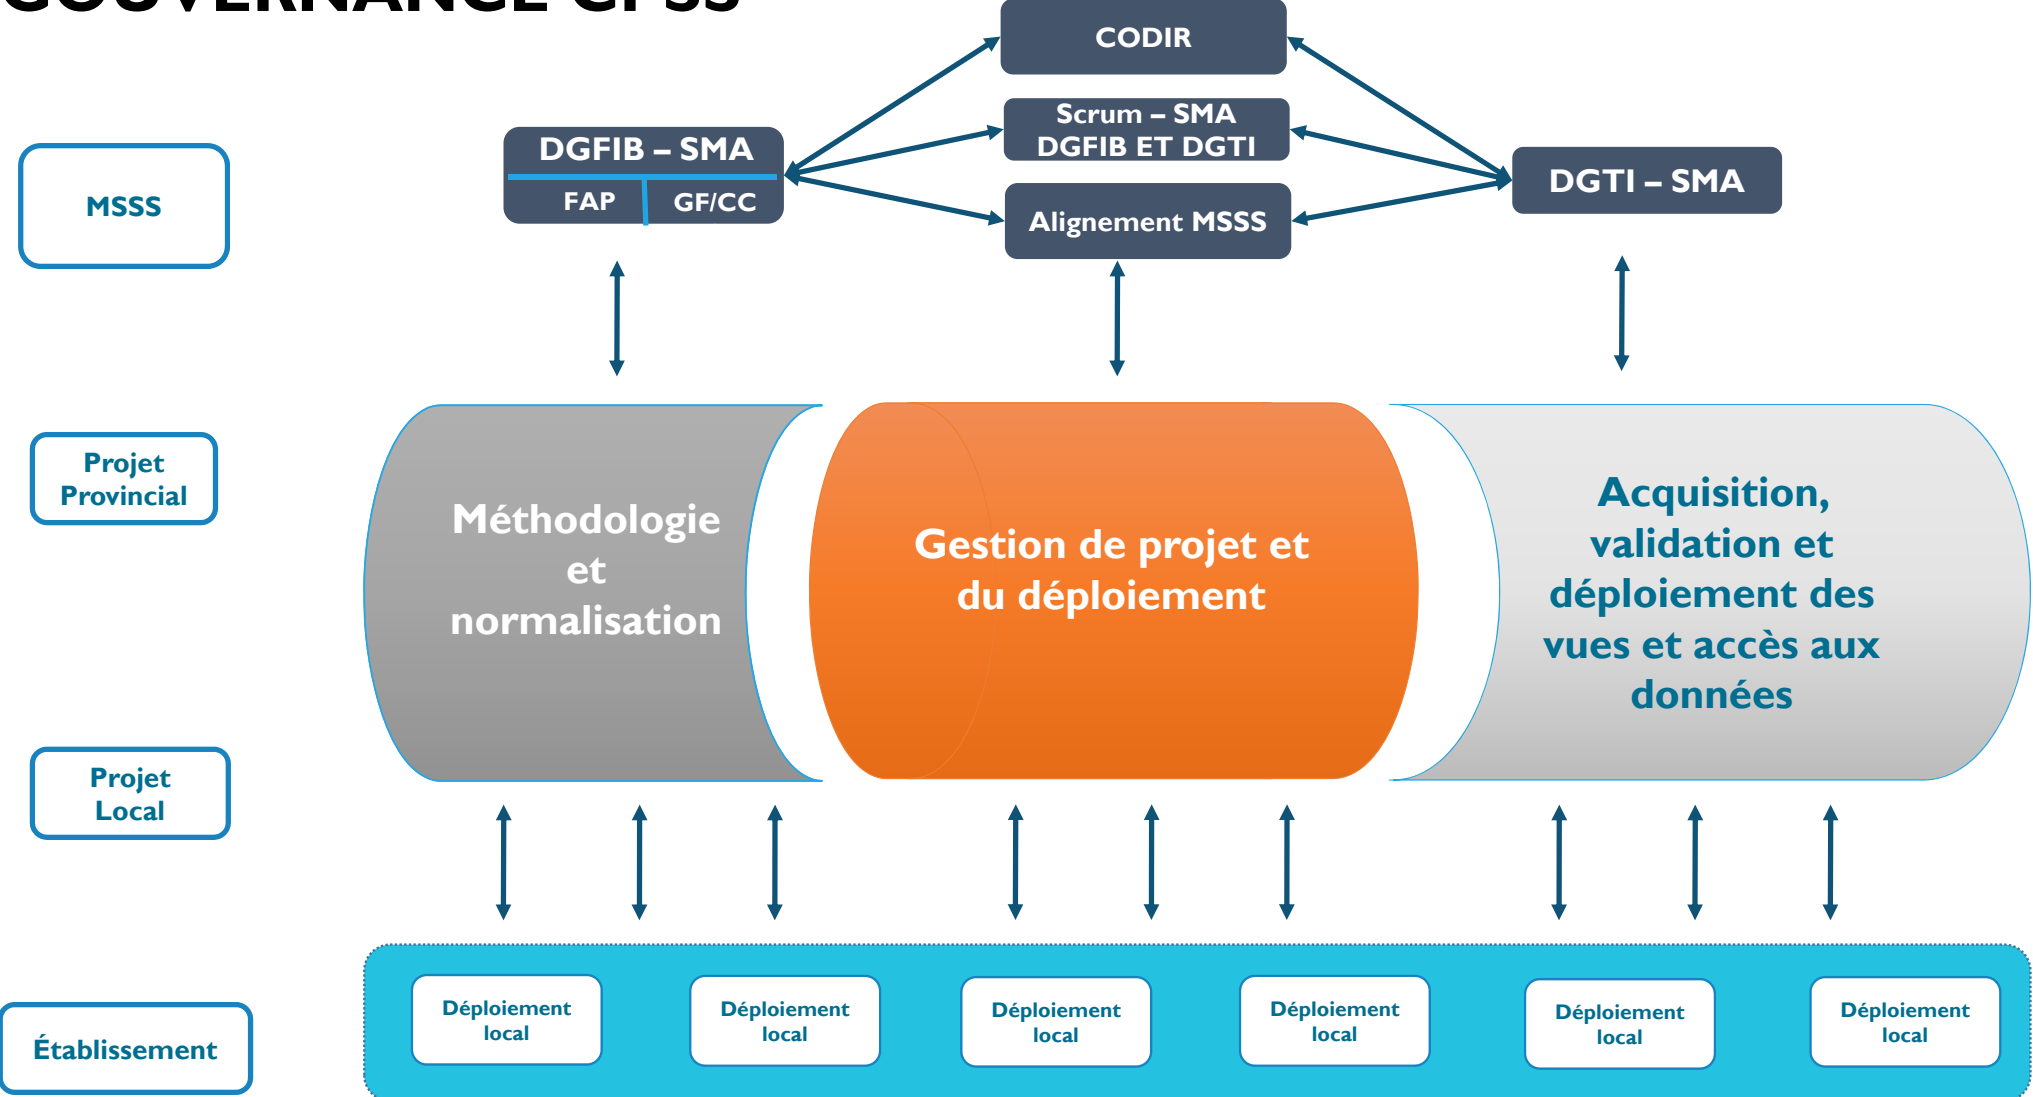 GOUVERNANCE CPSS
CODIR
Scrum – SMA
DGFIB ET DGTI
Alignement MSSS
DGFIB – SMA
FAP
GF/CC
DGTI – SMA
MSSS
Projet
Provincial
Projet
Local
Établissement
Méthodologie
et
normalisation
Gestion de projet et
du déploiement
Acquisition,
validation et
déploiement des
vues et accès aux
données
Déploiement
local
Déploiement
local
Déploiement
local
Déploiement
local
Déploiement
local
Déploiement
local